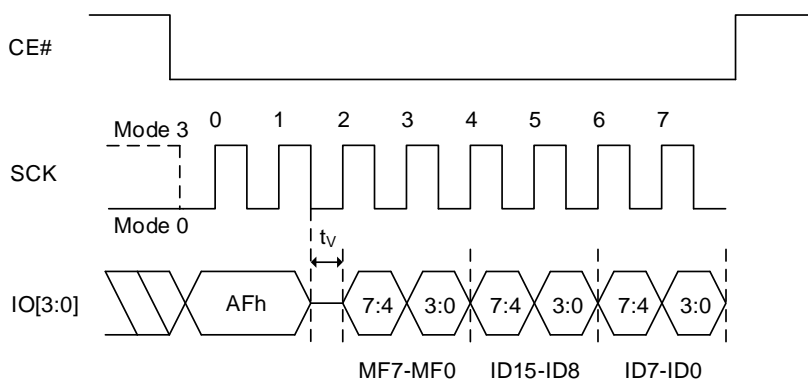 CE#
0 1 2 3 4 5 6 7
Mode 3
SCK
Mode 0
tV
IO[3:0] AFh 7:4 3:0 7:4 3:0 7:4 3:0
MF7-MF0 ID15-ID8 ID7-ID0